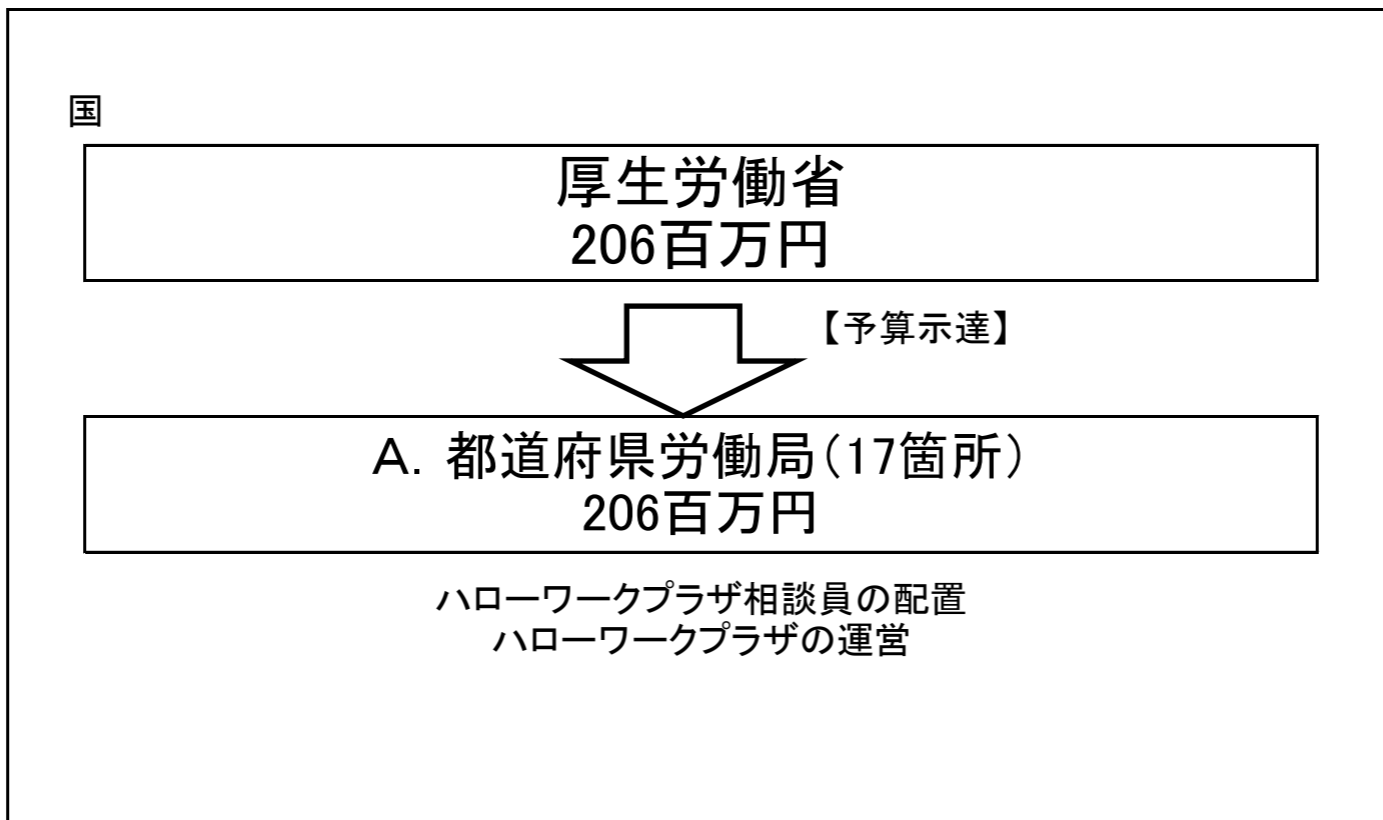 国
厚生労働省
206百万円
【予算示達】
A. 都道府県労働局(17箇所)
206百万円
ハローワークプラザ相談員の配置
ハローワークプラザの運営